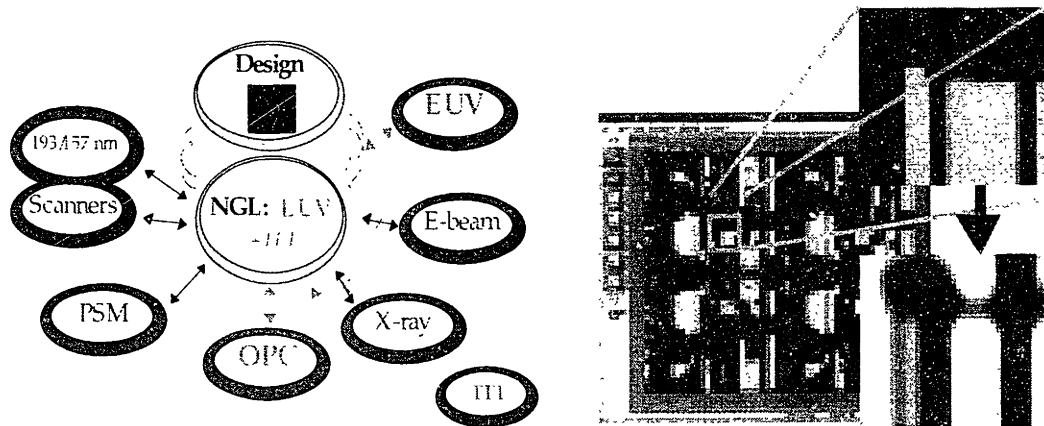 Design
EUV
193/157 nm
Scanners
NGL:
E-beam
PSM
X-ray
OPC